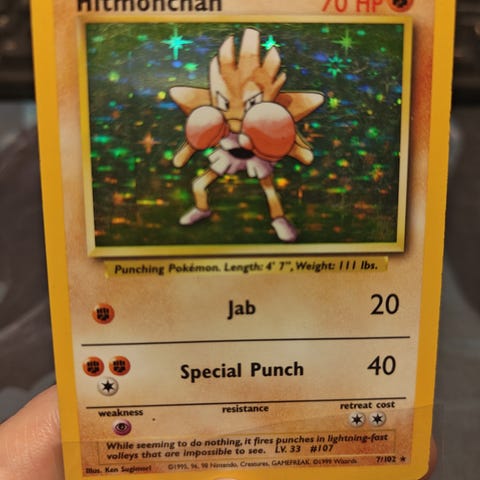 Hitmonchan 70 HP
Punching Pokémon. Length: 4' 7", Weight: 111 lbs.
Jab 20
Special Punch 40
weakness resistance retreat cost
While seeming to do nothing, it fires punches in lightning-fast
volleys that are impossible to see. LV. 33 #107
Illus. Ken Sugimori ©1995, 96, 98 Nintendo, Creatures, GAMEFREAK. ©1999 Wizards. 7/102 ★